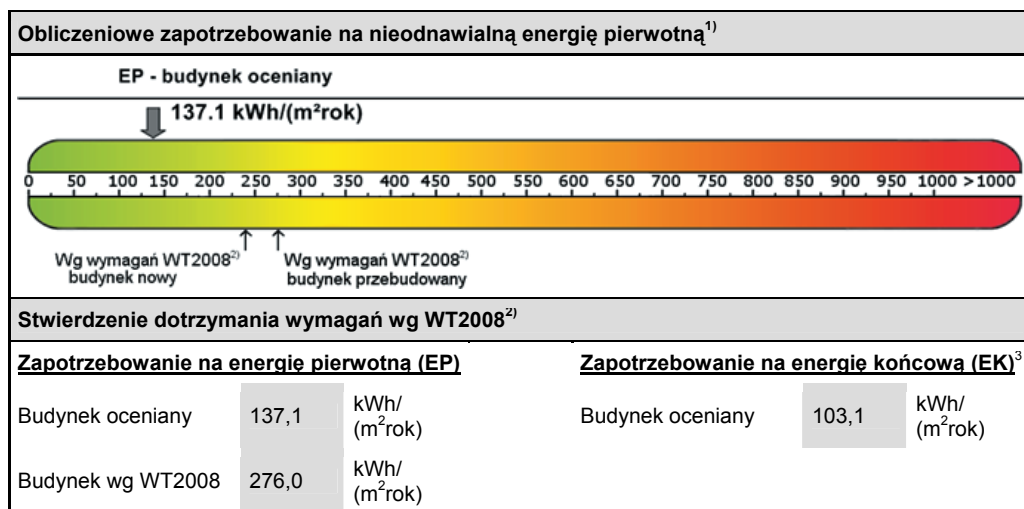 Obliczeniowe zapotrzebowanie na nieodnawialną energię pierwotną1)
EP - budynek oceniany
137.1 kWh/(m²rok)
0 50 100 150 200 250 300 350 400 450 500 550 600 650 700 750 800 850 900 950 1000 >1000
Wg wymagań WT20082)
budynek nowy
Wg wymagań WT20082)
budynek przebudowany
Stwierdzenie dotrzymania wymagań wg WT20082)
Zapotrzebowanie na energię pierwotną (EP)
Zapotrzebowanie na energię końcową (EK)3
Budynek oceniany 137,1 kWh/
(m2rok)
Budynek oceniany 103,1 kWh/
(m2rok)
Budynek wg WT2008 276,0 kWh/
(m2rok)